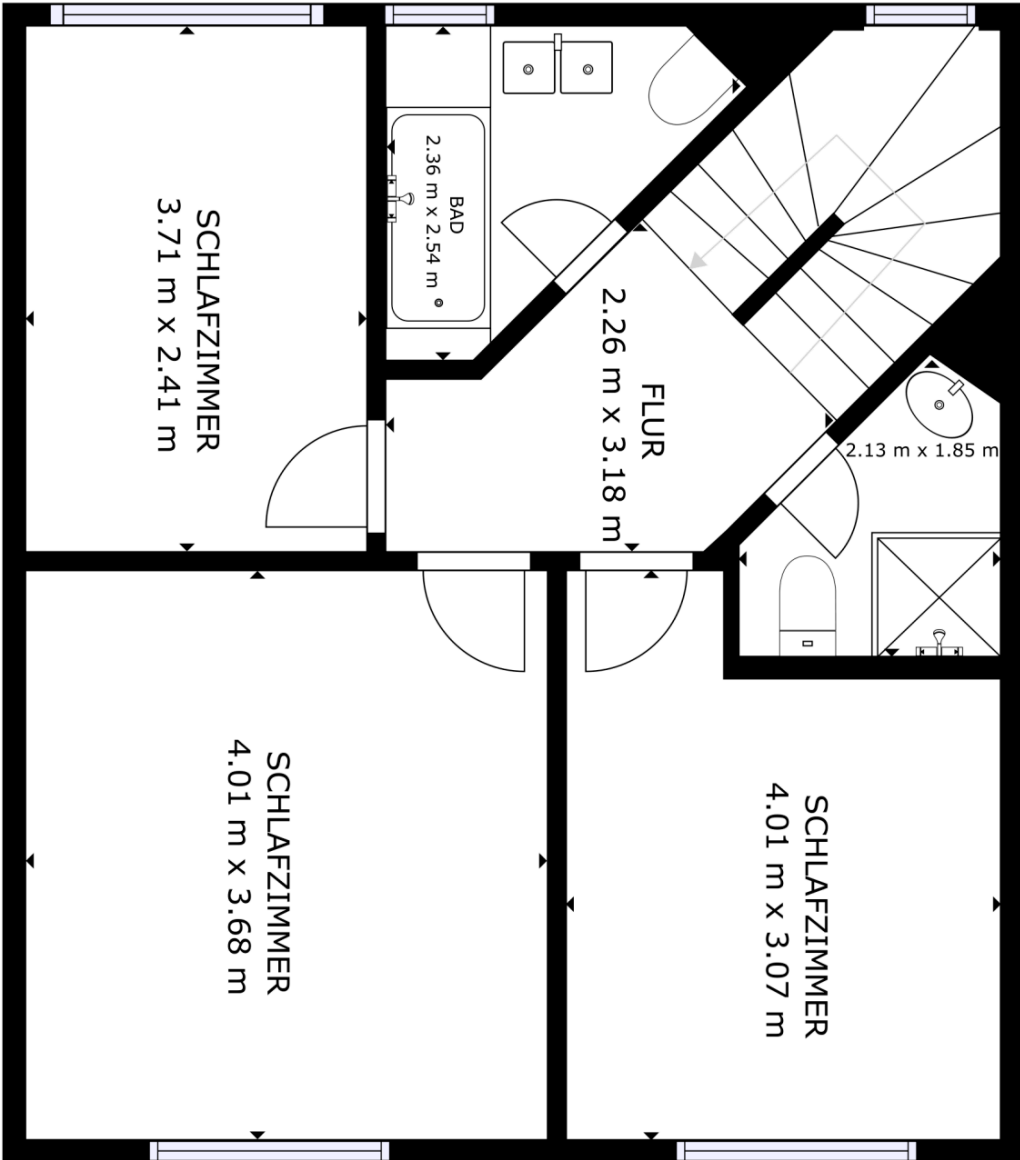 SCHLAFZIMMER
3.71 m x 2.41 m
BAD
2.36 m x 2.54 m
FLUR
2.26 m x 3.18 m
2.13 m x 1.85 m
SCHLAFZIMMER
4.01 m x 3.68 m
SCHLAFZIMMER
4.01 m x 3.07 m